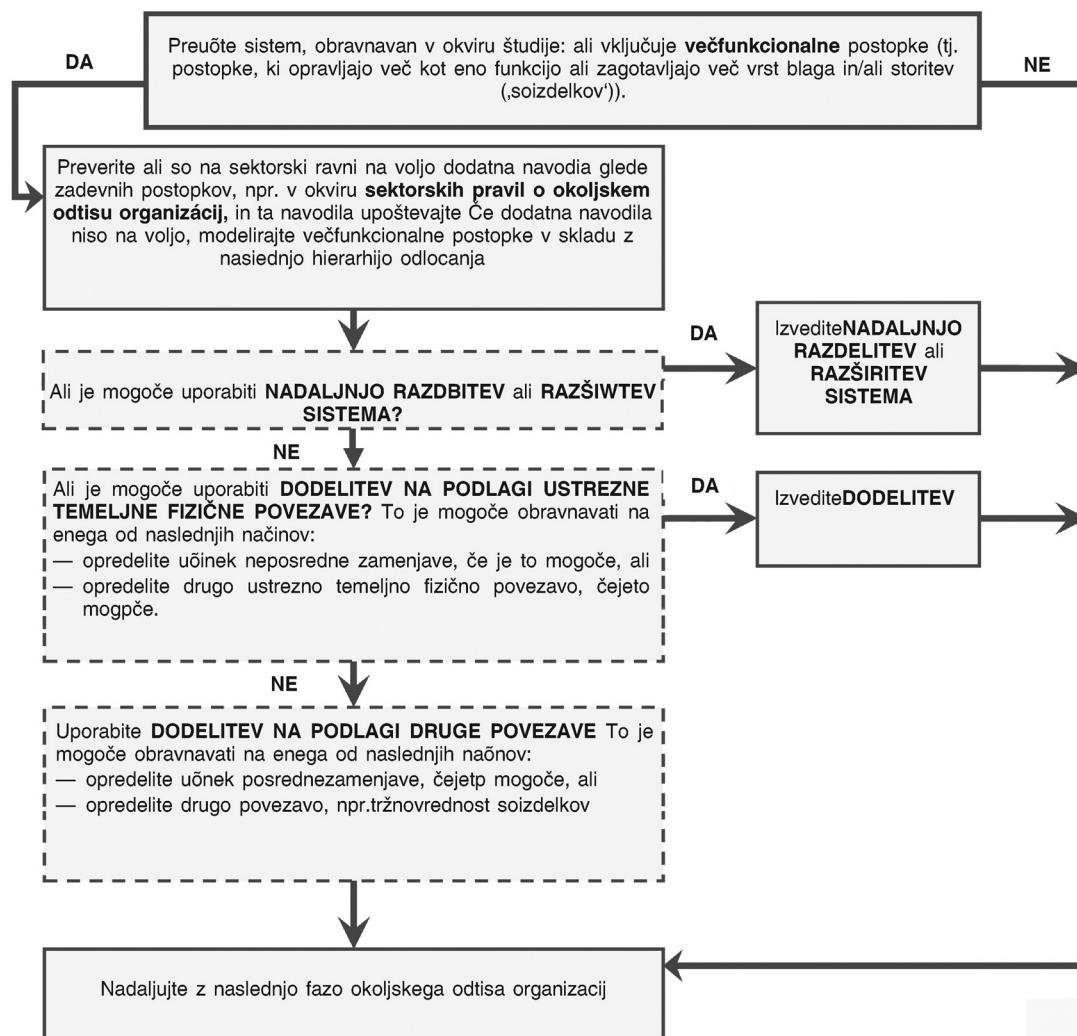 Preuõte sistem, obravnavan v okviru študije: ali vključuje večfunkcionalne postopke (tj.
postopke, ki opravljajo več kot eno funkcijo ali zagotavljajo več vrst blaga in/ali storitev
(‚soizdelkov‘)).
DA
NE
Preverite ali so na sektorski ravni na voljo dodatna navodia glede
zadevnih postopkov, npr. v okviru sektorskih pravil o okoljskem
odtisu organizácij, in ta navodila upoštevajte Če dodatna navodila
niso na voljo, modelirajte večfunkcionalne postopke v skladu z
nasiednjo hierarhijo odlocanja
Ali je mogoče uporabiti NADALJNJO RAZDBITEV ali RAZŠIWTEV
SISTEMA?
DA
IzvediteNADALJNJO
RAZDELITEV ali
RAZŠIRITEV
SISTEMA
NE
Ali je mogoče uporabiti DODELITEV NA PODLAGI USTREZNE
TEMELJNE FIZIČNE POVEZAVE? To je mogoče obravnavati na
enega od naslednjih načinov:
— opredelite uõinek neposredne zamenjave, če je to mogoče, ali
— opredelite drugo ustrezno temeljno fizično povezavo, čejeto
mogpče.
DA
IzvediteDODELITEV
NE
Uporabite DODELITEV NA PODLAGI DRUGE POVEZAVE To je
mogoče obravnavati na enega od naslednjih naõnov:
— opredelite uõnek posrednezamenjave, čejetp mogoče, ali
— opredelite drugo povezavo, npr.tržnovrednost soizdelkov
Nadaljujte z naslednjo fazo okoljskega odtisa organizacij